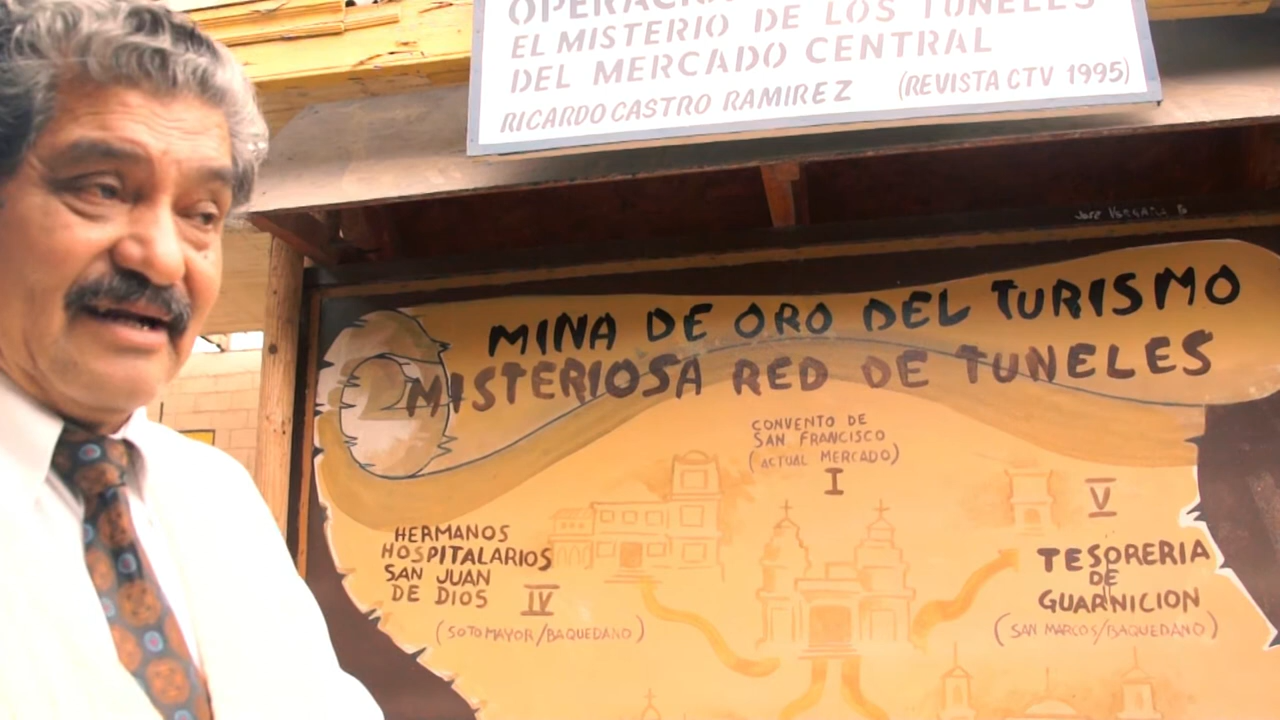 EL MISTERIO DE LOS TUNELES
DEL MERCADO CENTRAL
RICARDO CASTRO RAMIREZ (REVISTA CTV 1995)
MINA DE ORO DEL TURISMO
MISTERIOSA RED DE TUNELES
CONVENTO DE
SAN FRANCISCO
(ACTUAL MERCADO)
I
HERMANOS
HOSPITALARIOS
SAN JUAN
DE DIOS
IV
(SOTOMAYOR/BAQUEDANO)
V
TESORERIA
DE
GUARNICION
(SAN MARCOS/BAQUEDANO)